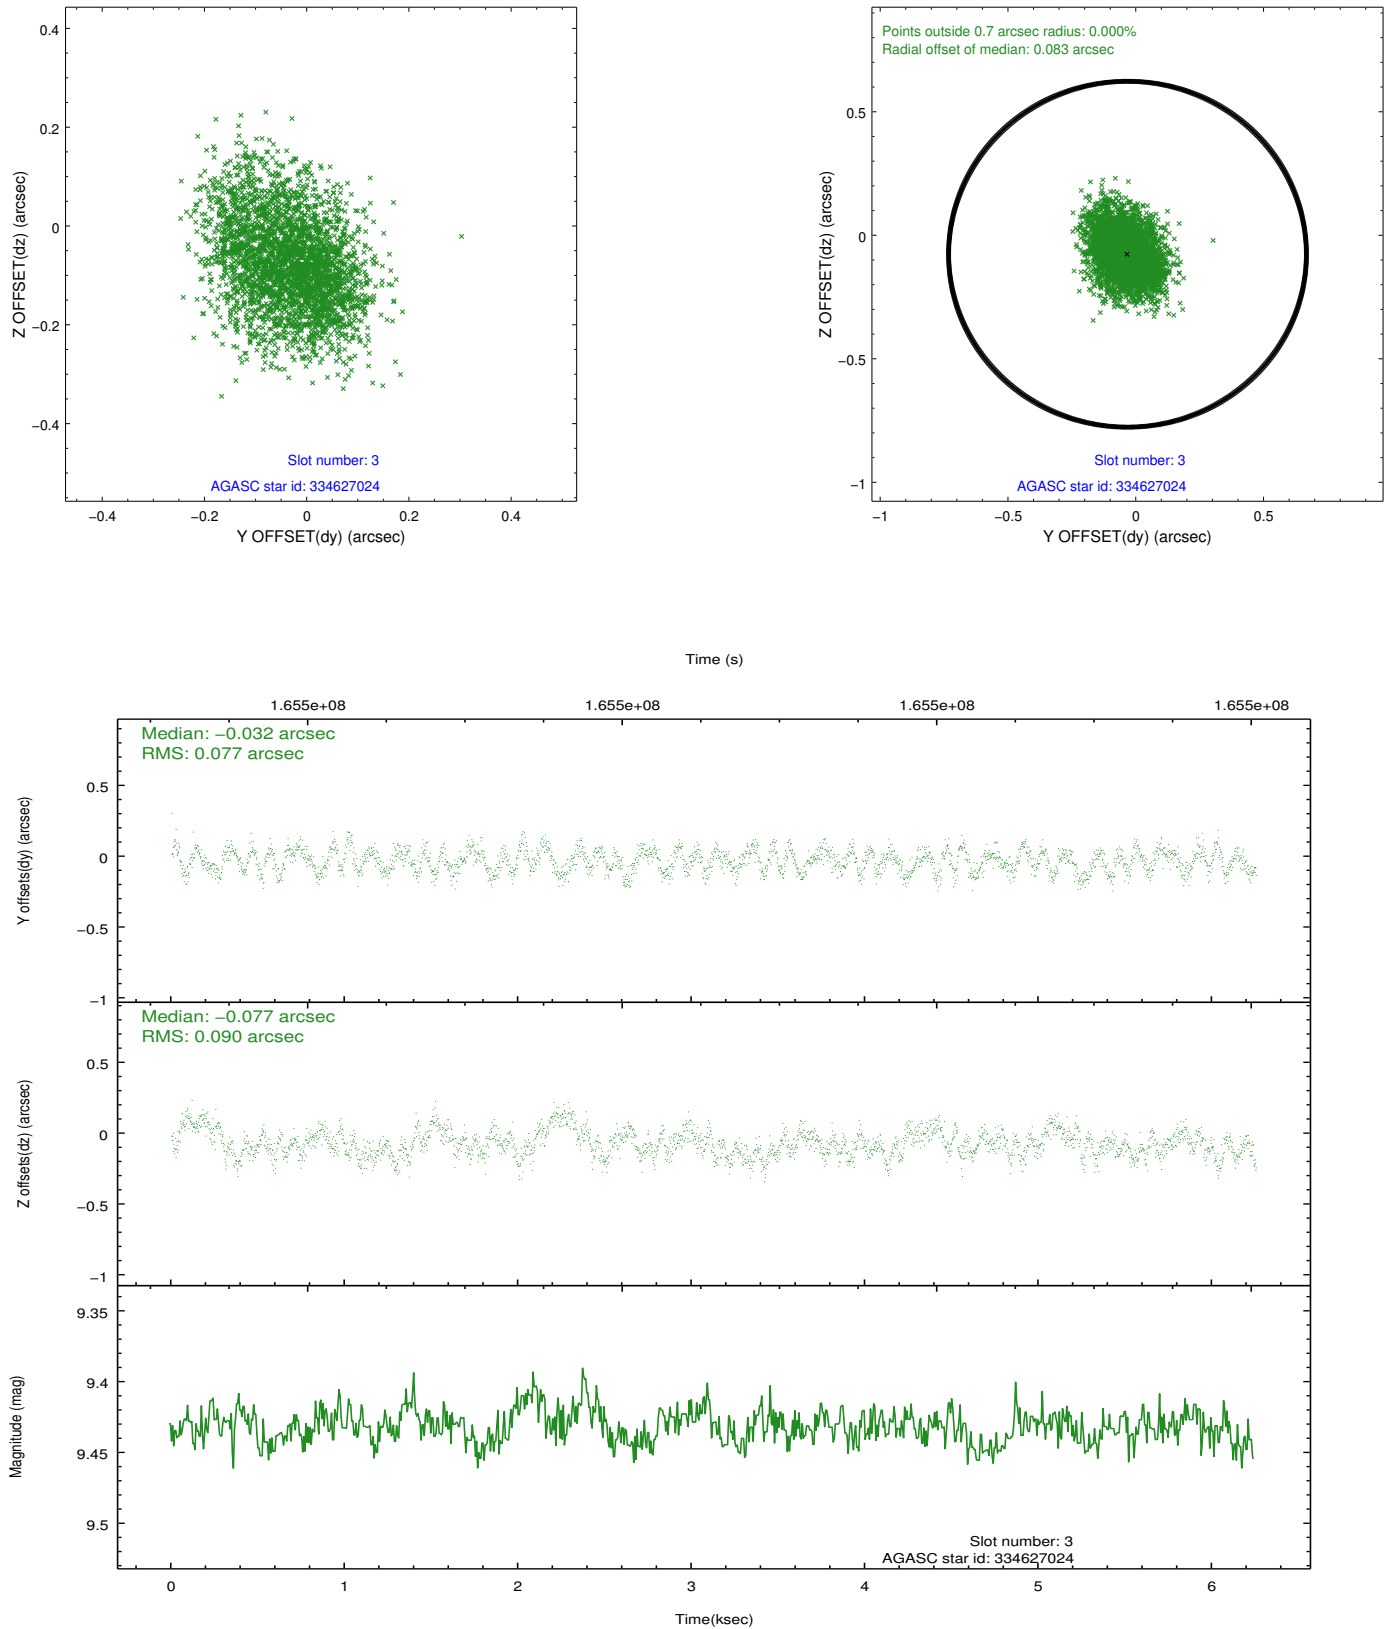 0.4
0.2
0
−0.2
−0.4
Z OFFSET(dz) (arcsec)
Slot number: 3
AGASC star id: 334627024
−0.4 −0.2 0 0.2 0.4
Y OFFSET(dy) (arcsec)
Points outside 0.7 arcsec radius: 0.000%
Radial offset of median: 0.083 arcsec
0.5
0
−0.5
−1
Z OFFSET(dz) (arcsec)
Slot number: 3
AGASC star id: 334627024
−1 −0.5 0 0.5
Y OFFSET(dy) (arcsec)
Time (s)
1.655e+08 1.655e+08 1.655e+08 1.655e+08
Median: −0.032 arcsec
RMS: 0.077 arcsec
0.5
0
−0.5
−1
Y offsets(dy) (arcsec)
Median: −0.077 arcsec
RMS: 0.090 arcsec
0.5
0
−0.5
−1
Z offsets(dz) (arcsec)
9.35
9.4
9.45
9.5
Magnitude (mag)
Slot number: 3
AGASC star id: 334627024
0 1 2 3 4 5 6
Time(ksec)